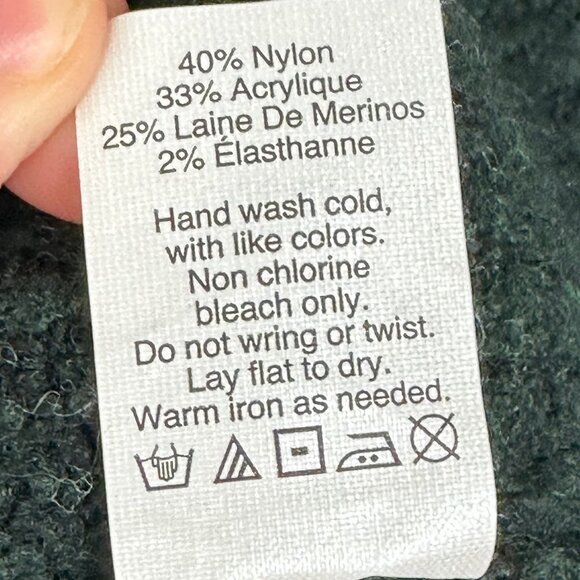 40% Nylon
33% Acrylique
25% Laine De Merinos
2% Élasthanne
Hand wash cold,
with like colors.
Non chlorine
bleach only.
Do not wring or twist.
Lay flat to dry.
Warm iron as needed.